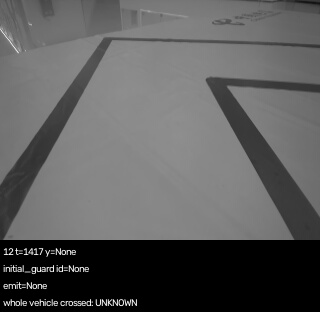 12 t=1417 y=None
initial_guard id=None
emit=None
whole vehicle crossed: UNKNOWN